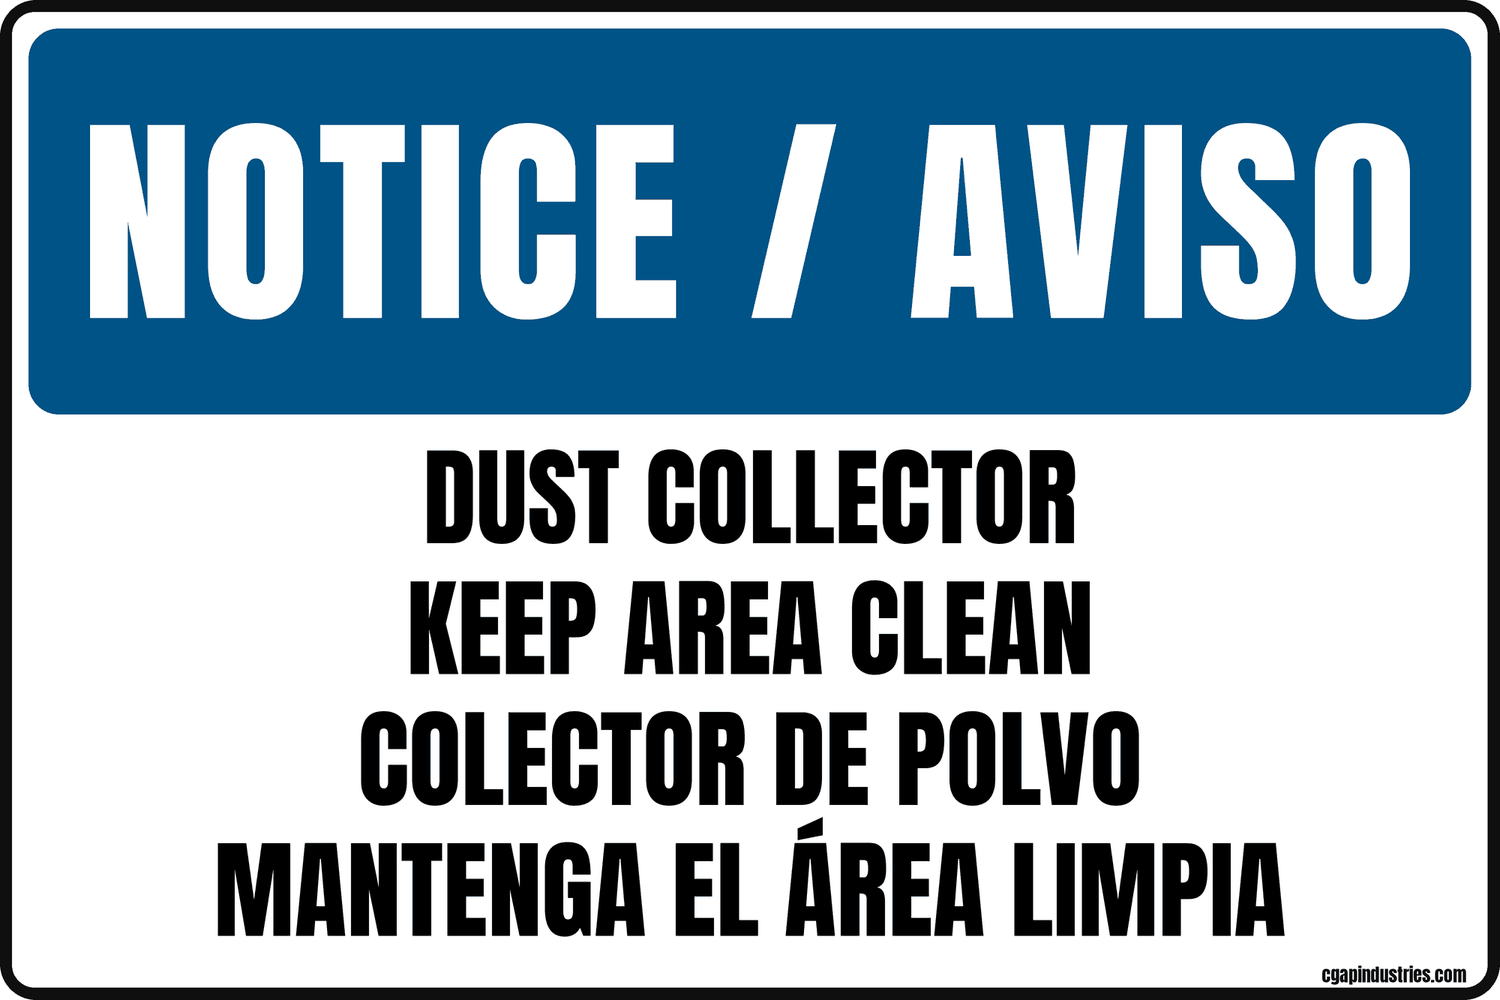 NOTICE / AVISO
DUST COLLECTOR
KEEP AREA CLEAN
COLECTOR DE POLVO
MANTENGA EL ÁREA LIMPIA
cgapindustries.com